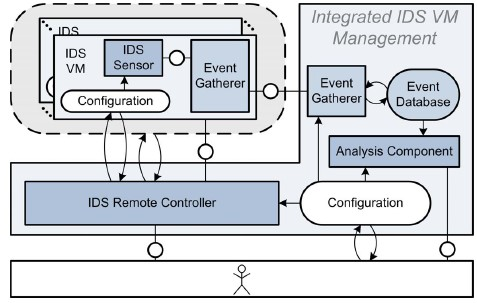 Integrated IDS VM
Management
IDS
IDS
VM
IDS
Sensor
Event
Gatherer
Configuration
Event
Gatherer
Event
Database
Analysis Component
IDS Remote Controller
Configuration